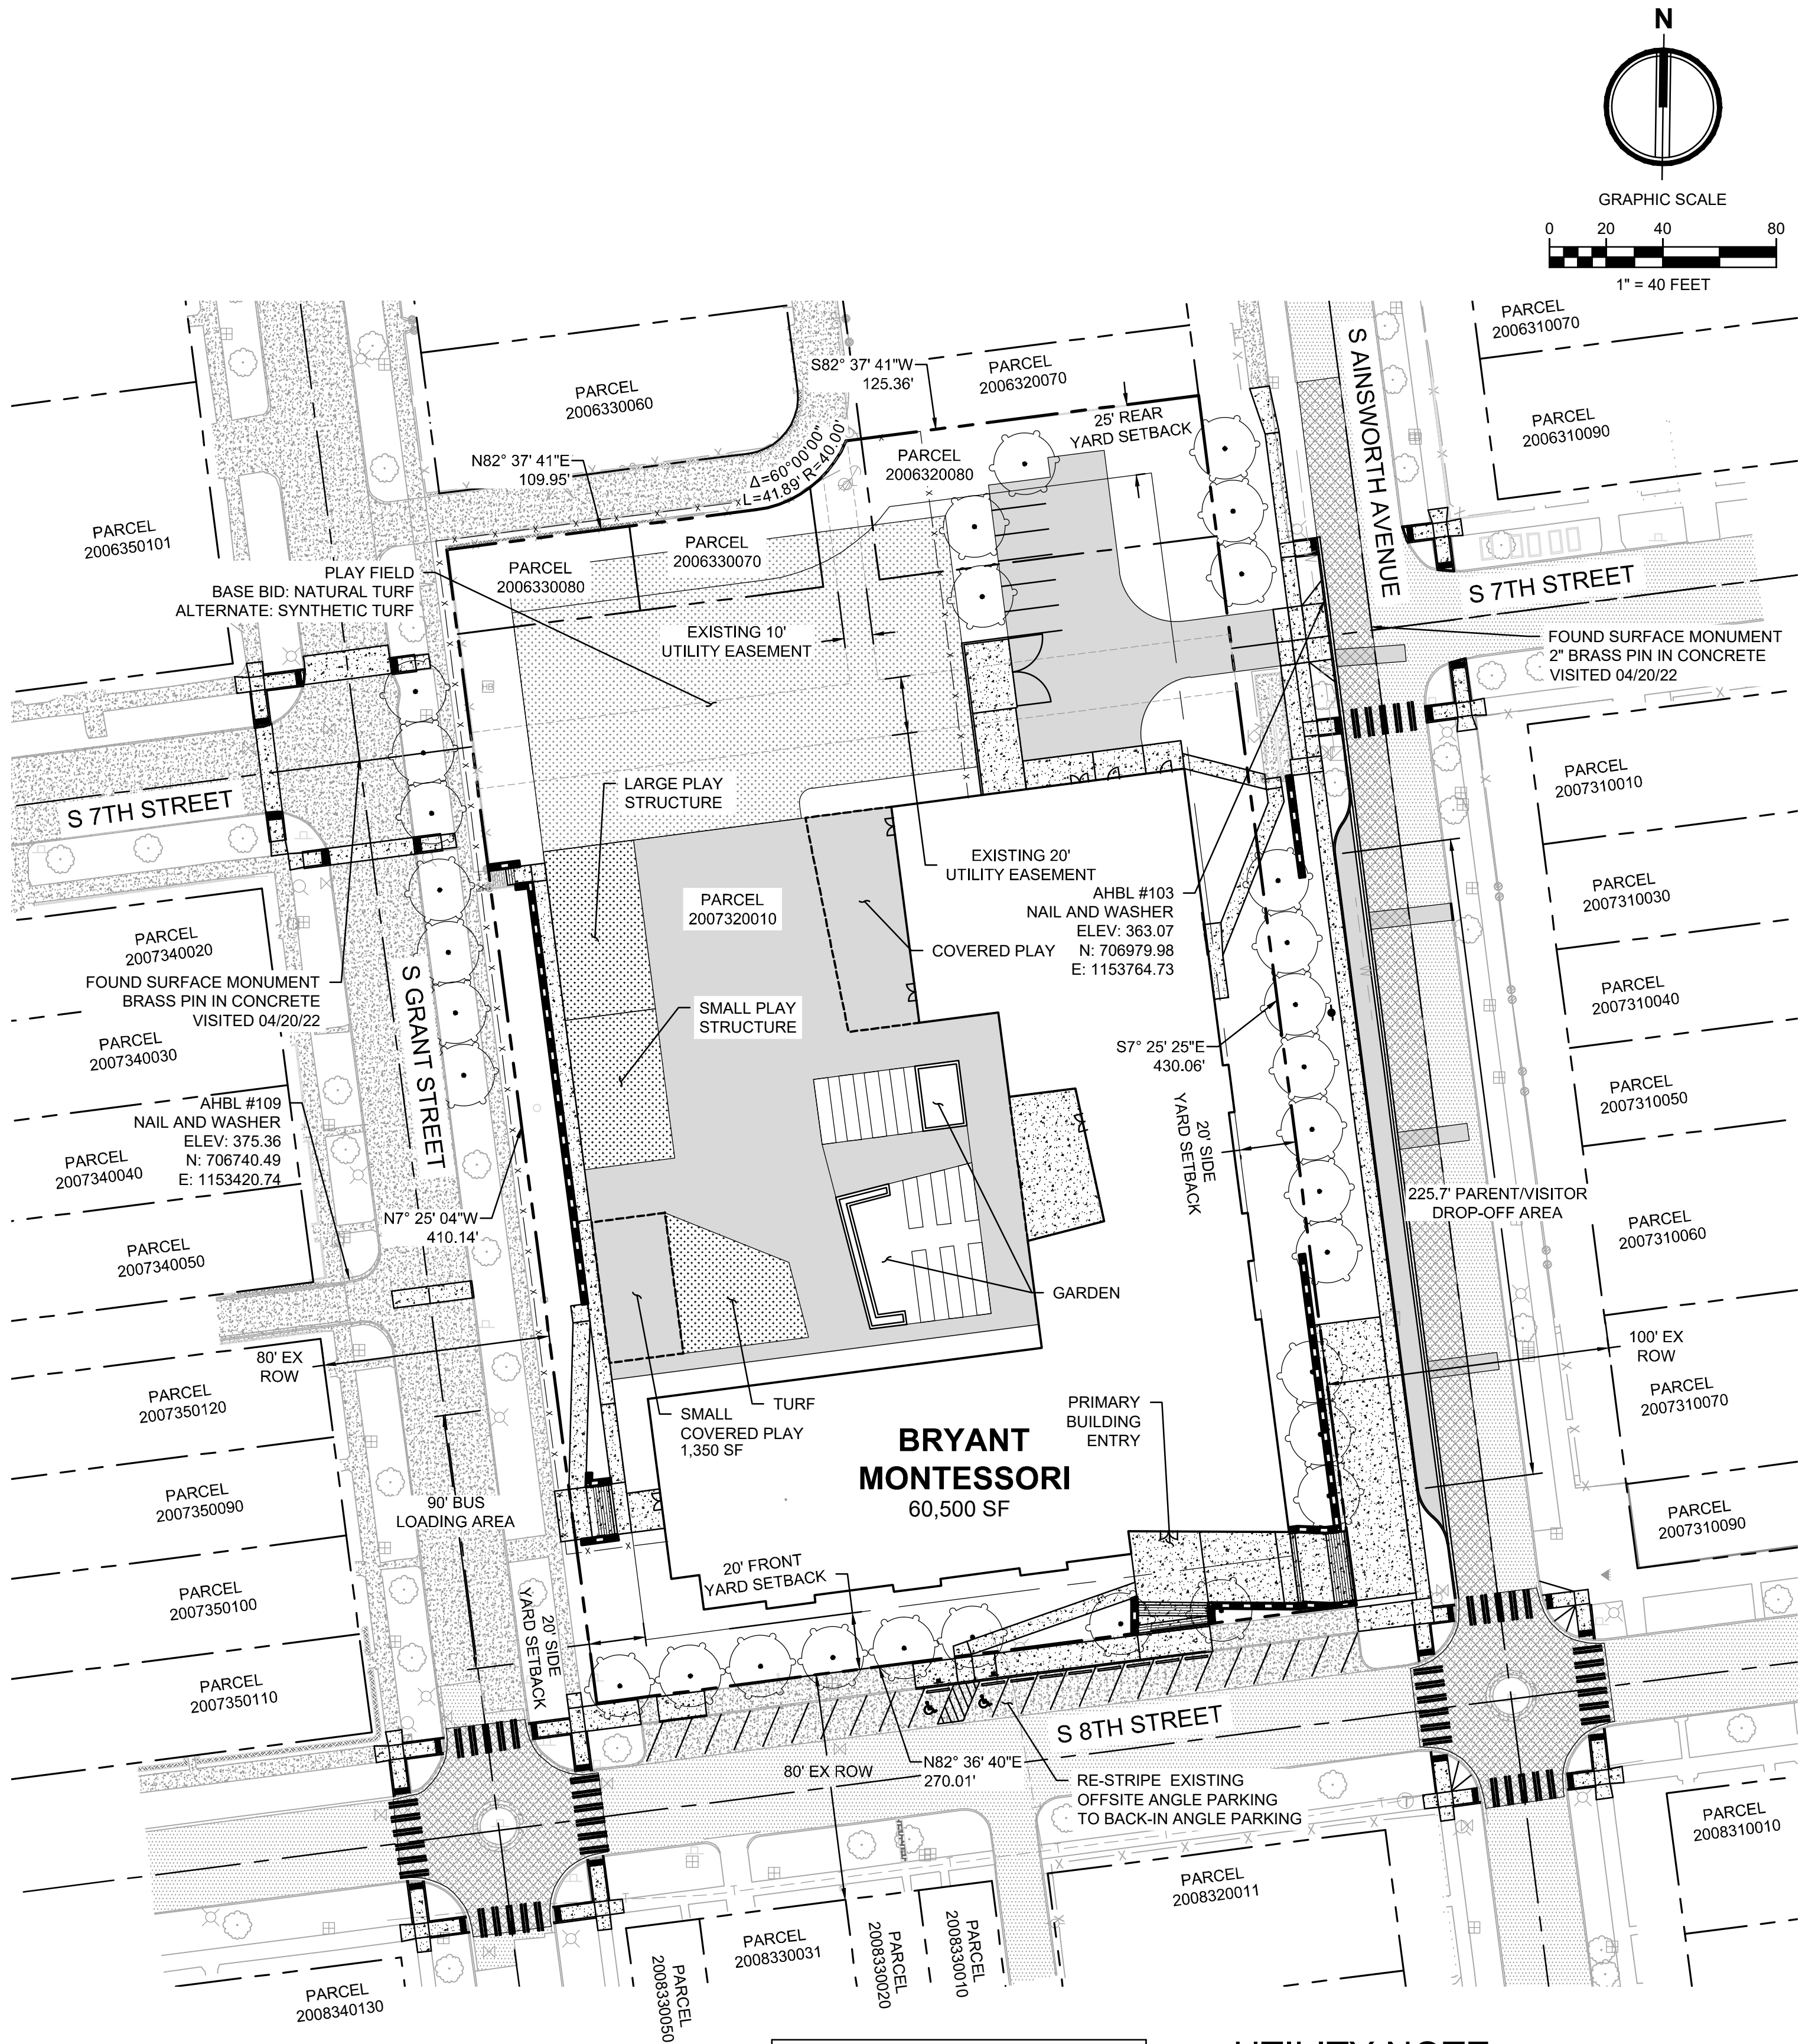 N
GRAPHIC SCALE
0 20 40 80
1" = 40 FEET
PARCEL
2006310070
S AINSWORTH AVENUE
S82° 37' 41"W
125.36'
PARCEL
2006320070
PARCEL
2006330060
25' REAR
YARD SETBACK
PARCEL
2006310090
N82° 37' 41"E
109.95'
Δ=60°00'00"
L=41.89' R=40.00'
PARCEL
2006320080
PARCEL
2006350101
PARCEL
2006330070
PARCEL
2006330080
PLAY FIELD
BASE BID: NATURAL TURF
ALTERNATE: SYNTHETIC TURF
S 7TH STREET
EXISTING 10'
UTILITY EASEMENT
FOUND SURFACE MONUMENT
2" BRASS PIN IN CONCRETE
VISITED 04/20/22
HB
S 7TH STREET
LARGE PLAY
STRUCTURE
PARCEL
2007310010
EXISTING 20'
UTILITY EASEMENT
PARCEL
2007320010
AHBL #103
NAIL AND WASHER
ELEV: 363.07
N: 706979.98
E: 1153764.73
PARCEL
2007310030
PARCEL
2007340020
COVERED PLAY
FOUND SURFACE MONUMENT
BRASS PIN IN CONCRETE
VISITED 04/20/22
S GRANT STREET
PARCEL
2007310040
SMALL PLAY
STRUCTURE
PARCEL
2007340030
S7° 25' 25"E
430.06'
AHBL #109
NAIL AND WASHER
ELEV: 375.36
N: 706740.49
E: 1153420.74
PARCEL
2007310050
PARCEL
2007340040
20' SIDE
YARD SETBACK
225.7' PARENT/VISITOR
DROP-OFF AREA
N7° 25' 04"W
410.14'
PARCEL
2007310060
PARCEL
2007340050
GARDEN
80' EX
ROW
100' EX
ROW
PARCEL
2007350120
PARCEL
2007310070
TURF
SMALL
COVERED PLAY
1,350 SF
PRIMARY
BUILDING
ENTRY
BRYANT
MONTESSORI
60,500 SF
PARCEL
2007350090
90' BUS
LOADING AREA
PARCEL
2007310090
20' FRONT
YARD SETBACK
PARCEL
2007350100
20' SIDE
YARD SETBACK
PARCEL
2007350110
S 8TH STREET
80' EX ROW
N82° 36' 40"E
270.01'
RE-STRIPE EXISTING
OFFSITE ANGLE PARKING
TO BACK-IN ANGLE PARKING
PARCEL
2008310010
PARCEL
2008320011
PARCEL
2008330031
PARCEL
2008330020
PARCEL
2008330010
PARCEL
2008330050
PARCEL
2008340130
UTILITY NOTE